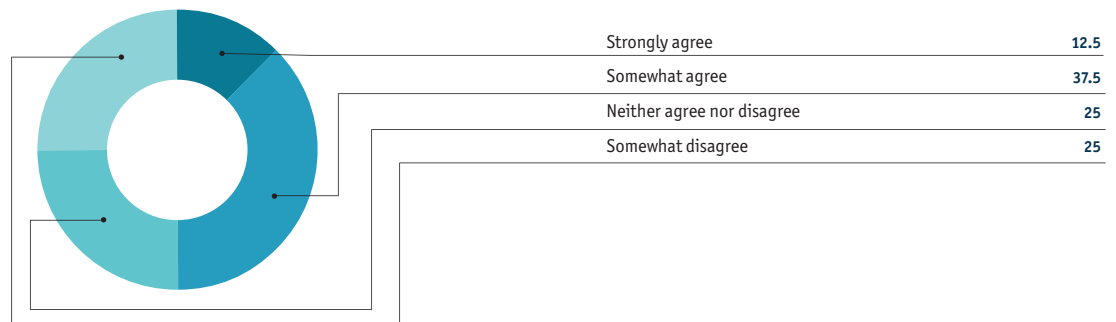 Strongly agree 12.5
Somewhat agree 37.5
Neither agree nor disagree 25
Somewhat disagree 25